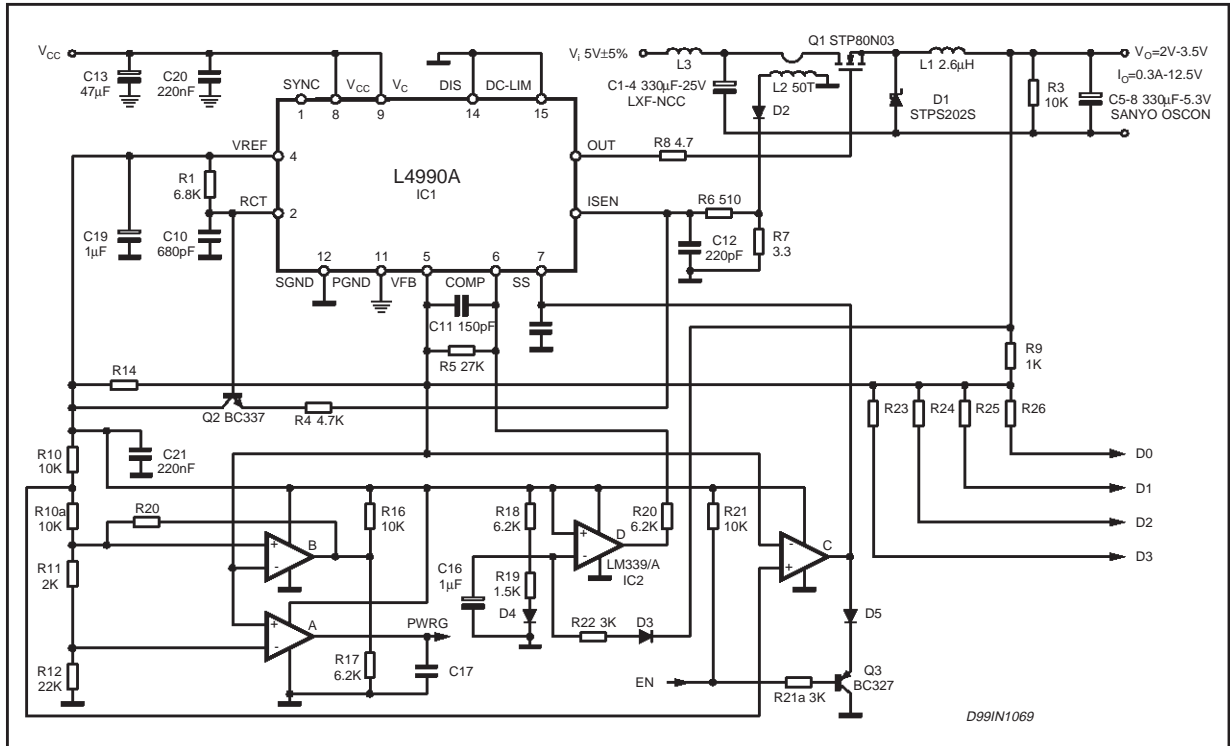 VCC
C13
47µF
C20
220nF
SYNC
1
VCC
8
VC
9
DIS
14
DC-LIM
15
Vi 5V±5%
L3
C1-4 330µF-25V
LXF-NCC
Q1 STP80N03
L2 50T
D2
L1 2.6µH
D1
STPS202S
R3
10K
VO=2V-3.5V
IO=0.3A-12.5V
C5-8 330µF-5.3V
SANYO OSCON
VREF
4
R1
6.8K
RCT
2
C19
1µF
C10
680pF
L4990A
IC1
OUT
R8 4.7
ISEN
R6 510
C12
220pF
R7
3.3
12
SGND
11
PGND
5
VFB
6
COMP
7
SS
C11 150pF
R5 27K
R9
1K
R14
Q2 BC337
R4 4.7K
R23
R24
R25
R26
D0
D1
D2
D3
R10
10K
C21
220nF
R10a
10K
R20
R16
10K
+
-
B
R11
2K
+
-
A
PWRG
R12
22K
R17
6.2K
C17
C16
1µF
R18
6.2K
R19
1.5K
D4
+
-
D
LM339/A
IC2
R20
6.2K
R22 3K
D3
R21
10K
-
+
C
D5
EN
R21a 3K
Q3
BC327
D99IN1069